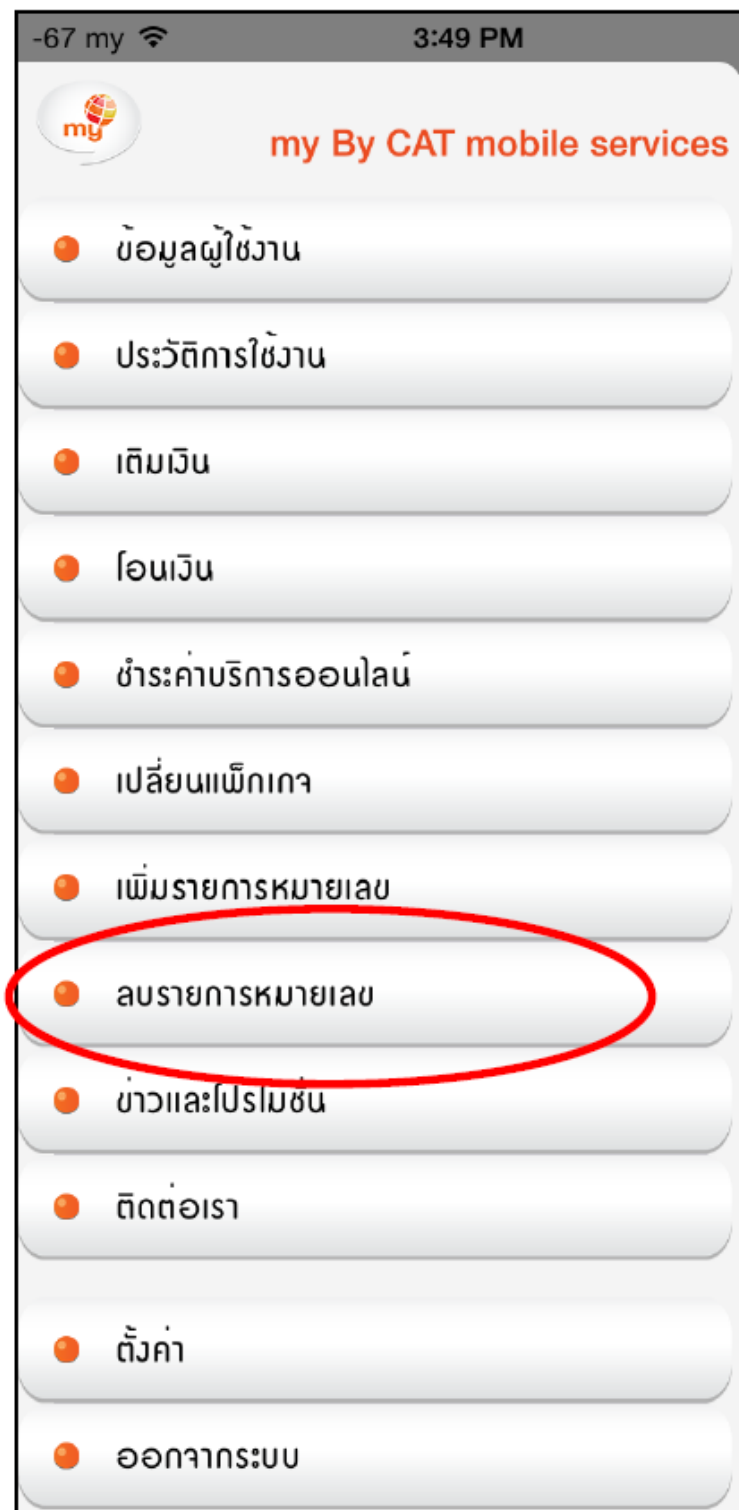 -67 my 3:49 PM
my
my By CAT mobile services
ข้อมูลผู้ใช้งาน
ประวัติการใช้งาน
เติมเงิน
โอนเงิน
ชำระค่าบริการออนไลน์
เปลี่ยนแพ็กเกจ
เพิ่มรายการหมายเลข
ลบรายการหมายเลข
ข่าวและโปรโมชั่น
ติดต่อเรา
ตั้งค่า
ออกจากระบบ